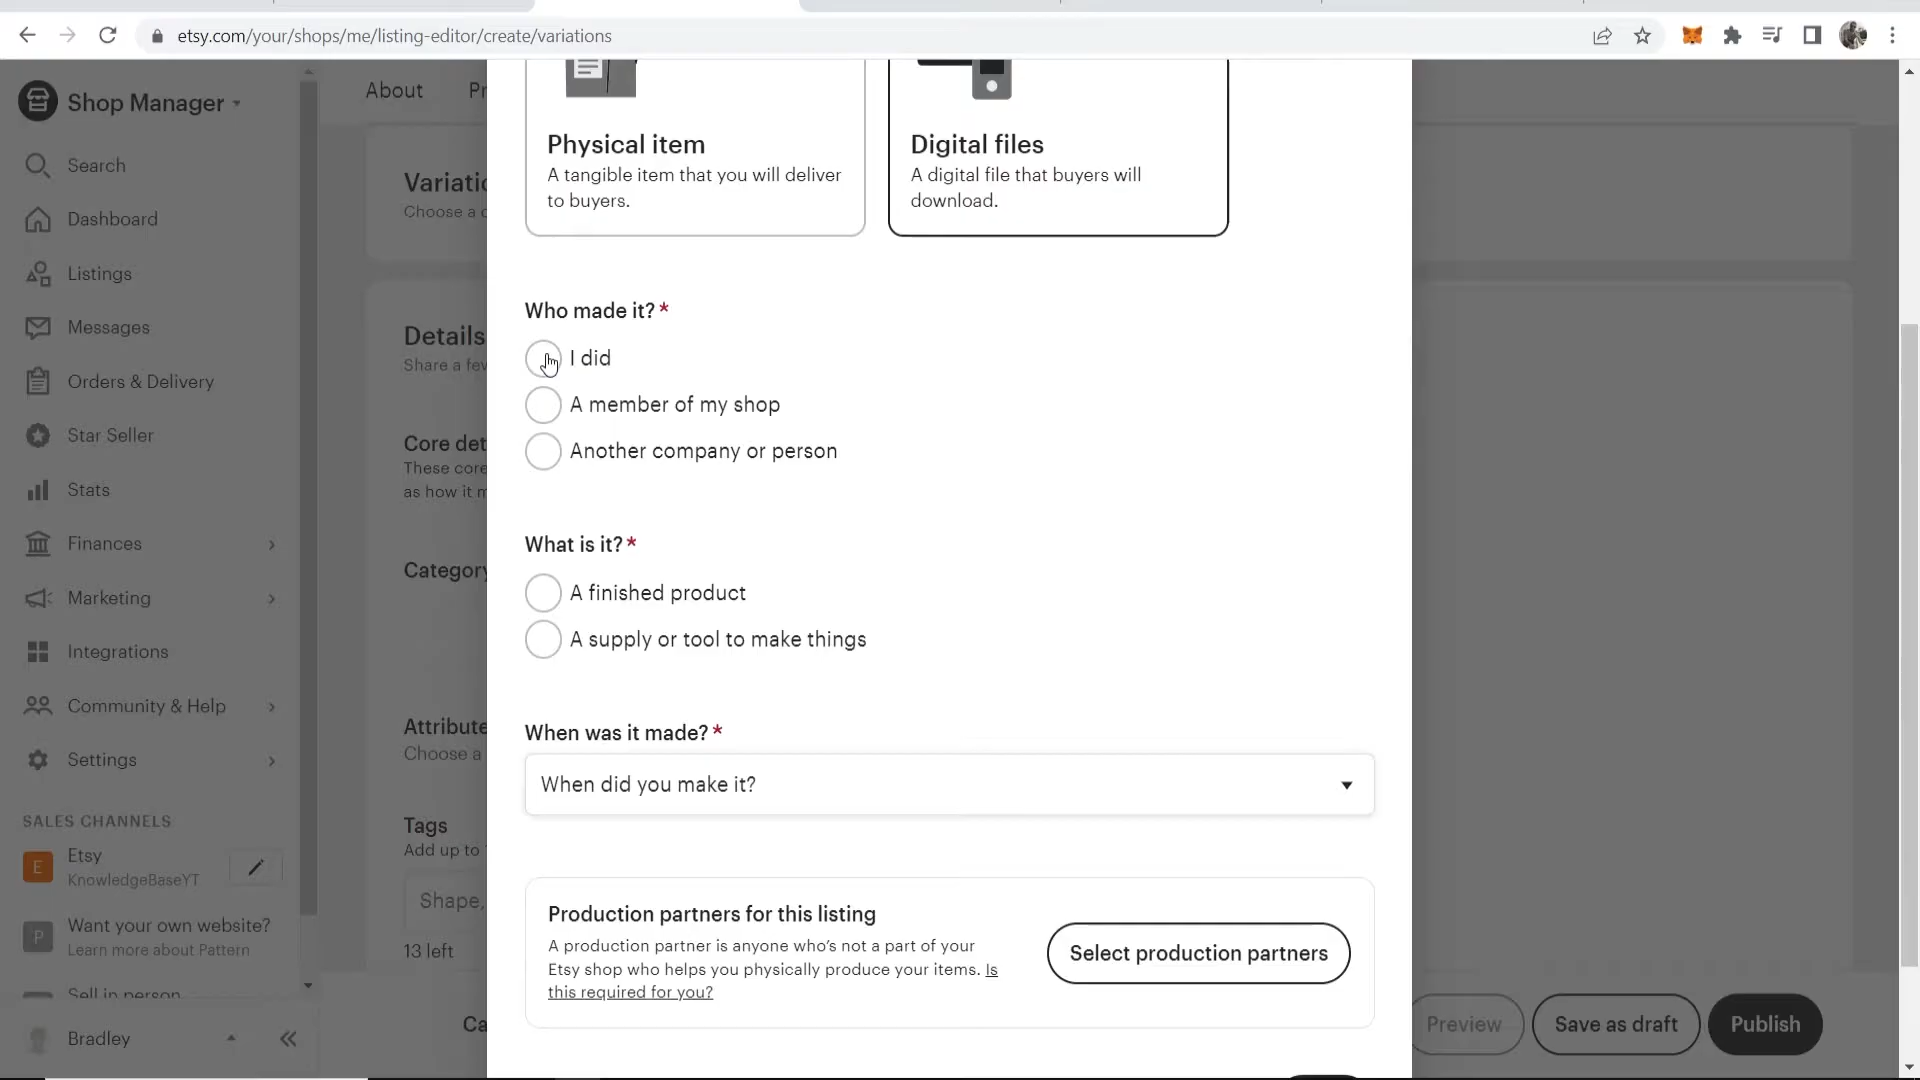 etsy.com/your/shops/me/listing-editor/create/variations
Shop Manager
Search
Dashboard
Listings
Messages
Orders & Delivery
Star Seller
Stats
Finances
Marketing
Integrations
Community & Help
Settings
SALES CHANNELS
E
Etsy
KnowledgeBaseYT
P
Want your own website?
Learn more about Pattern
Sell in person
Bradley
About
Pr
Variatio
Choose a c
Details
Share a few
Core det
These core
as how it m
Category
Attribute
Choose a
Tags
Add up to
Shape,
13 left
Ca
Physical item
A tangible item that you will deliver
to buyers.
Digital files
A digital file that buyers will
download.
Who made it? *
I did
A member of my shop
Another company or person
What is it? *
A finished product
A supply or tool to make things
When was it made? *
When did you make it?
Production partners for this listing
A production partner is anyone who's not a part of your
Etsy shop who helps you physically produce your items. Is
this required for you?
Select production partners
Preview
Save as draft
Publish